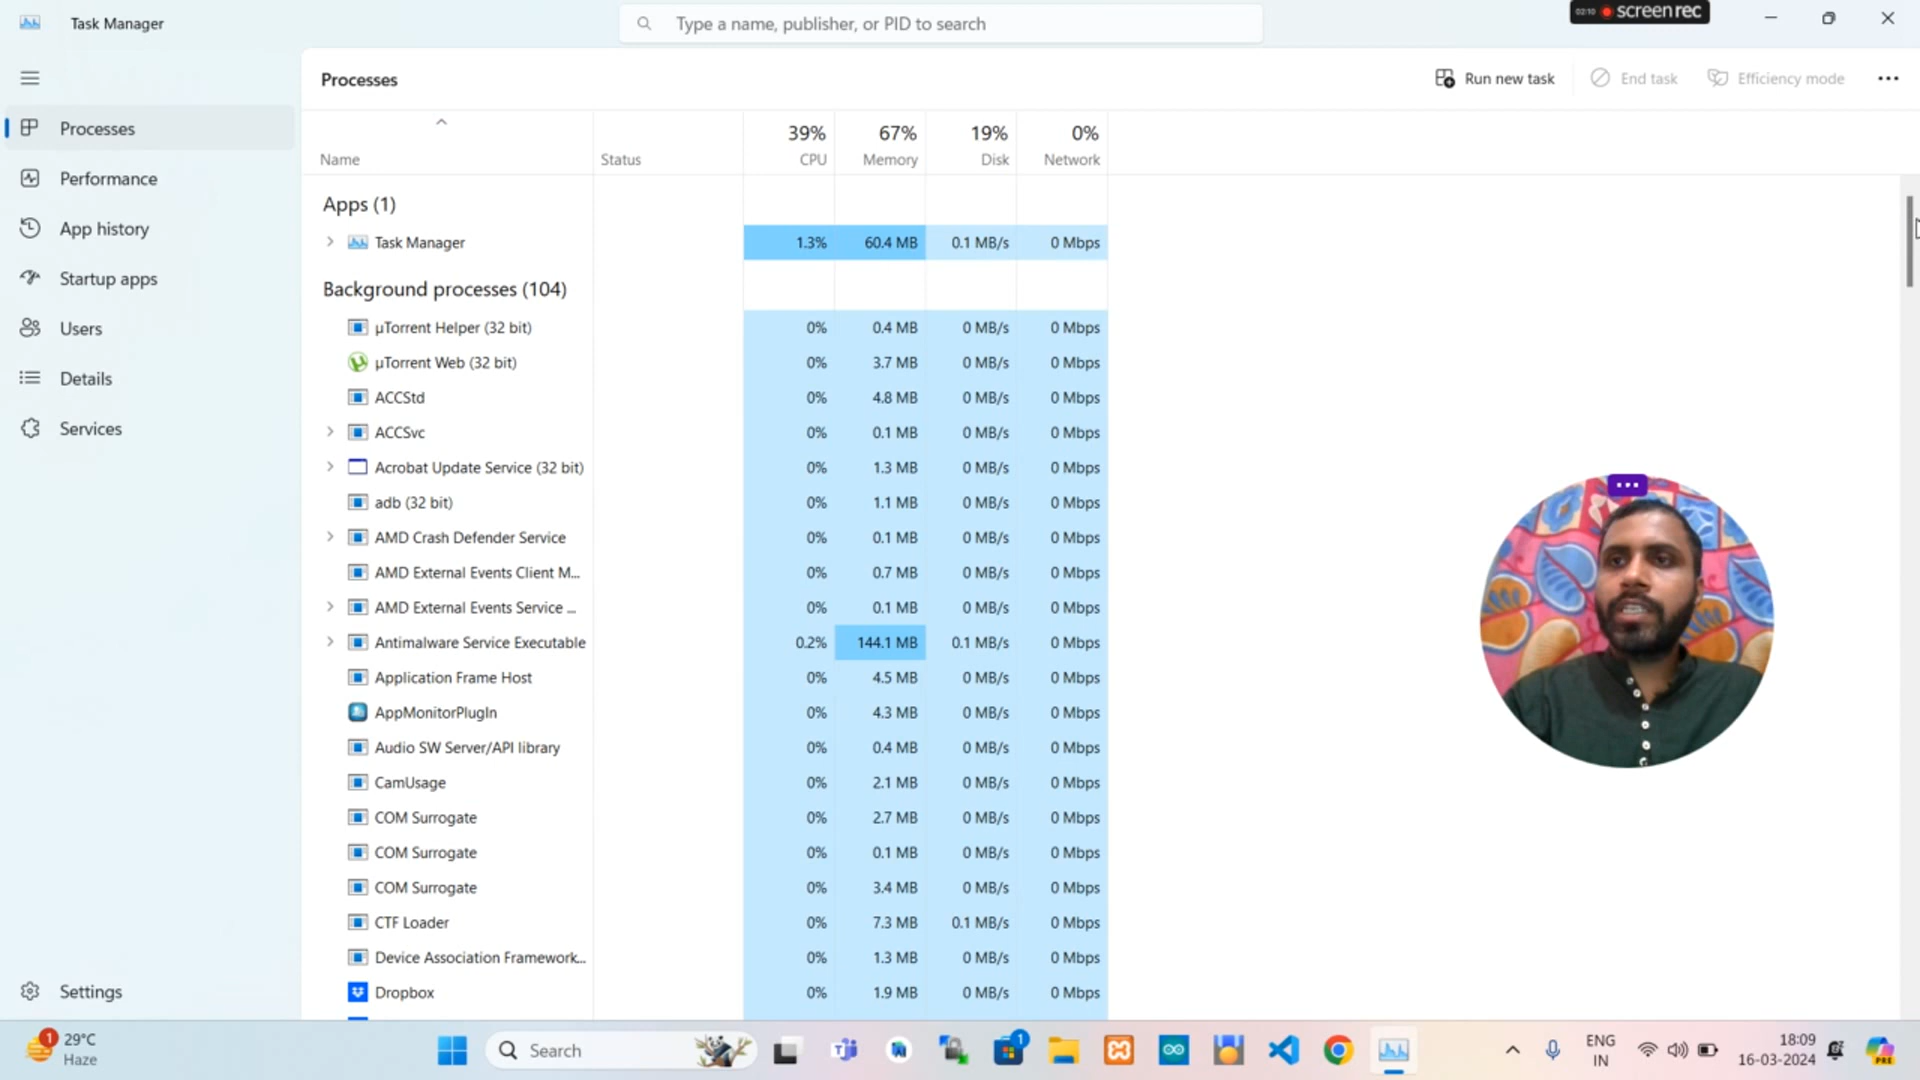 Task Manager
Type a name, publisher, or PID to search
02:10 screenrec
Processes
Run new task
End task
Efficiency mode
Processes
Performance
App history
Startup apps
Users
Details
Services
Settings
Name
Status
39% CPU
67% Memory
19% Disk
0% Network
Apps (1)
Task Manager 1.3% 60.4 MB 0.1 MB/s 0 Mbps
Background processes (104)
µTorrent Helper (32 bit) 0% 0.4 MB 0 MB/s 0 Mbps
µTorrent Web (32 bit) 0% 3.7 MB 0 MB/s 0 Mbps
ACCStd 0% 4.8 MB 0 MB/s 0 Mbps
ACCSvc 0% 0.1 MB 0 MB/s 0 Mbps
Acrobat Update Service (32 bit) 0% 1.3 MB 0 MB/s 0 Mbps
adb (32 bit) 0% 1.1 MB 0 MB/s 0 Mbps
AMD Crash Defender Service 0% 0.1 MB 0 MB/s 0 Mbps
AMD External Events Client M... 0% 0.7 MB 0 MB/s 0 Mbps
AMD External Events Service ... 0% 0.1 MB 0 MB/s 0 Mbps
Antimalware Service Executable 0.2% 144.1 MB 0.1 MB/s 0 Mbps
Application Frame Host 0% 4.5 MB 0 MB/s 0 Mbps
AppMonitorPlugIn 0% 4.3 MB 0 MB/s 0 Mbps
Audio SW Server/API library 0% 0.4 MB 0 MB/s 0 Mbps
CamUsage 0% 2.1 MB 0 MB/s 0 Mbps
COM Surrogate 0% 2.7 MB 0 MB/s 0 Mbps
COM Surrogate 0% 0.1 MB 0 MB/s 0 Mbps
COM Surrogate 0% 3.4 MB 0 MB/s 0 Mbps
CTF Loader 0% 7.3 MB 0.1 MB/s 0 Mbps
Device Association Framework... 0% 1.3 MB 0 MB/s 0 Mbps
Dropbox 0% 1.9 MB 0 MB/s 0 Mbps
1
29°C
Haze
Search
1
ENG
IN
18:09
16-03-2024
PRE